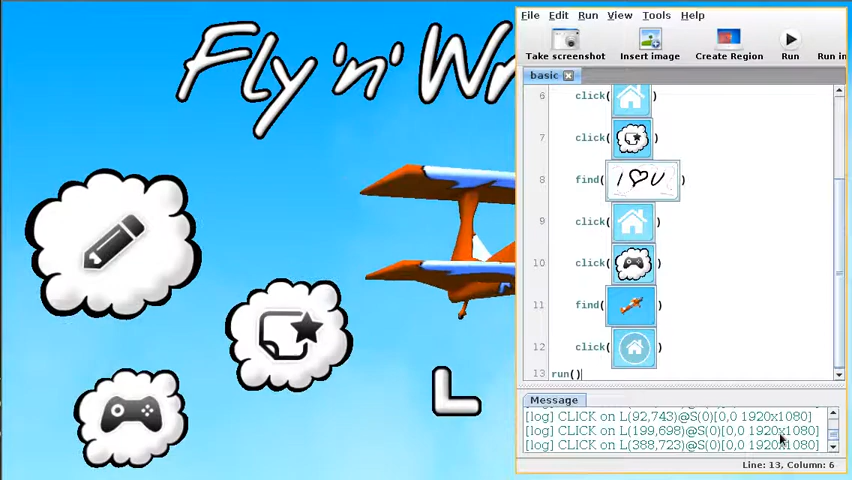 Fly 'n' Wr
File Edit Run View Tools Help
Take screenshot Insert image Create Region Run Run in
basic
6 click( )
7 click( )
8 find( I ♥ U )
9 click( )
10 click( )
11 find( )
12 click( )
13 run()
L
Message
[log] CLICK on L(92,743)@S(0)[0,0 1920x1080]
[log] CLICK on L(199,698)@S(0)[0,0 1920x1080]
[log] CLICK on L(388,723)@S(0)[0,0 1920x1080]
Line: 13, Column: 6